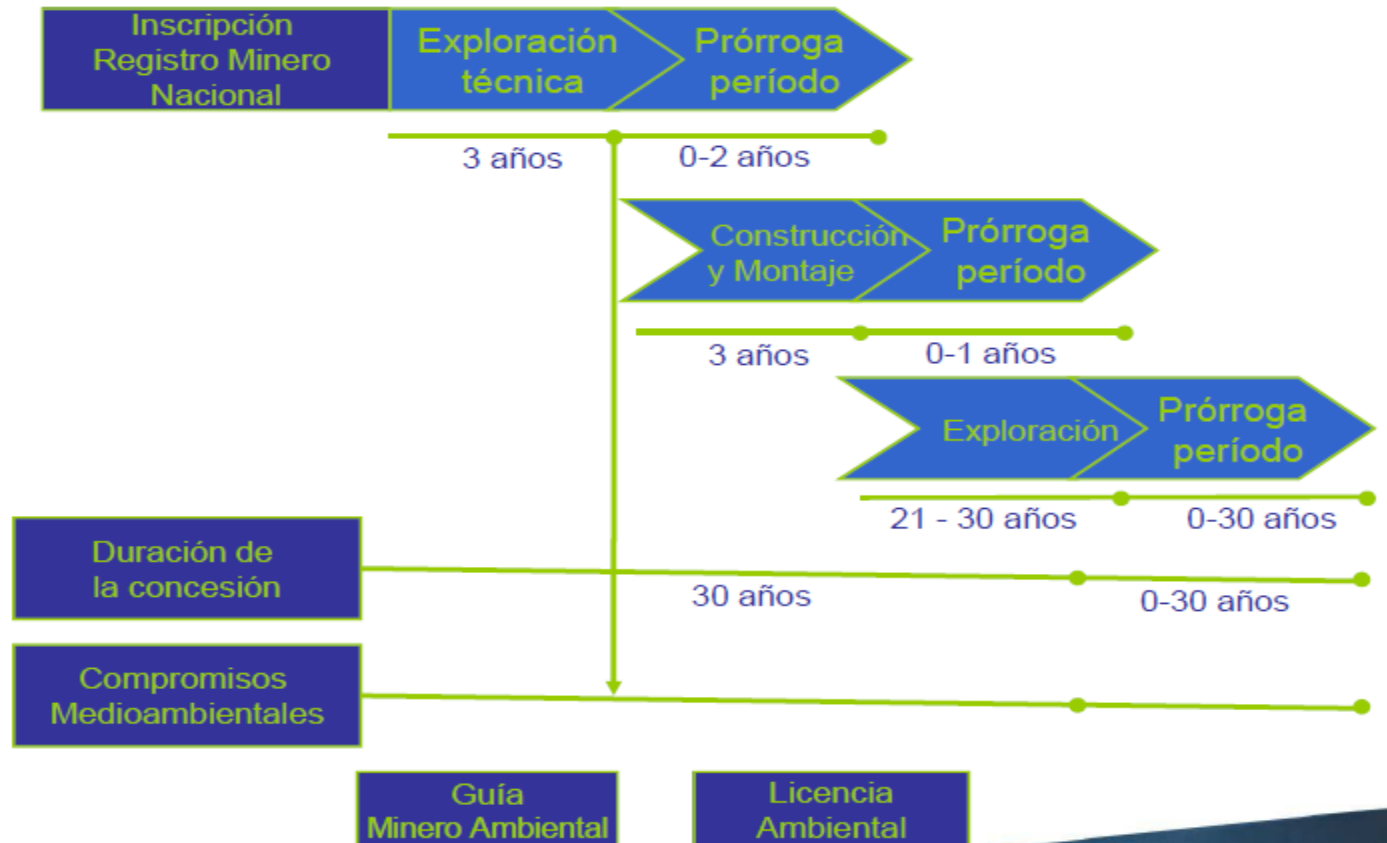 Inscripción
Registro Minero
Nacional
Exploración
técnica
Prórroga
período
3 años
0-2 años
Construcción
y Montaje
Prórroga
período
3 años
0-1 años
Exploración
Prórroga
período
21 - 30 años
0-30 años
Duración de
la concesión
30 años
0-30 años
Compromisos
Medioambientales
Guía
Minero Ambiental
Licencia
Ambiental